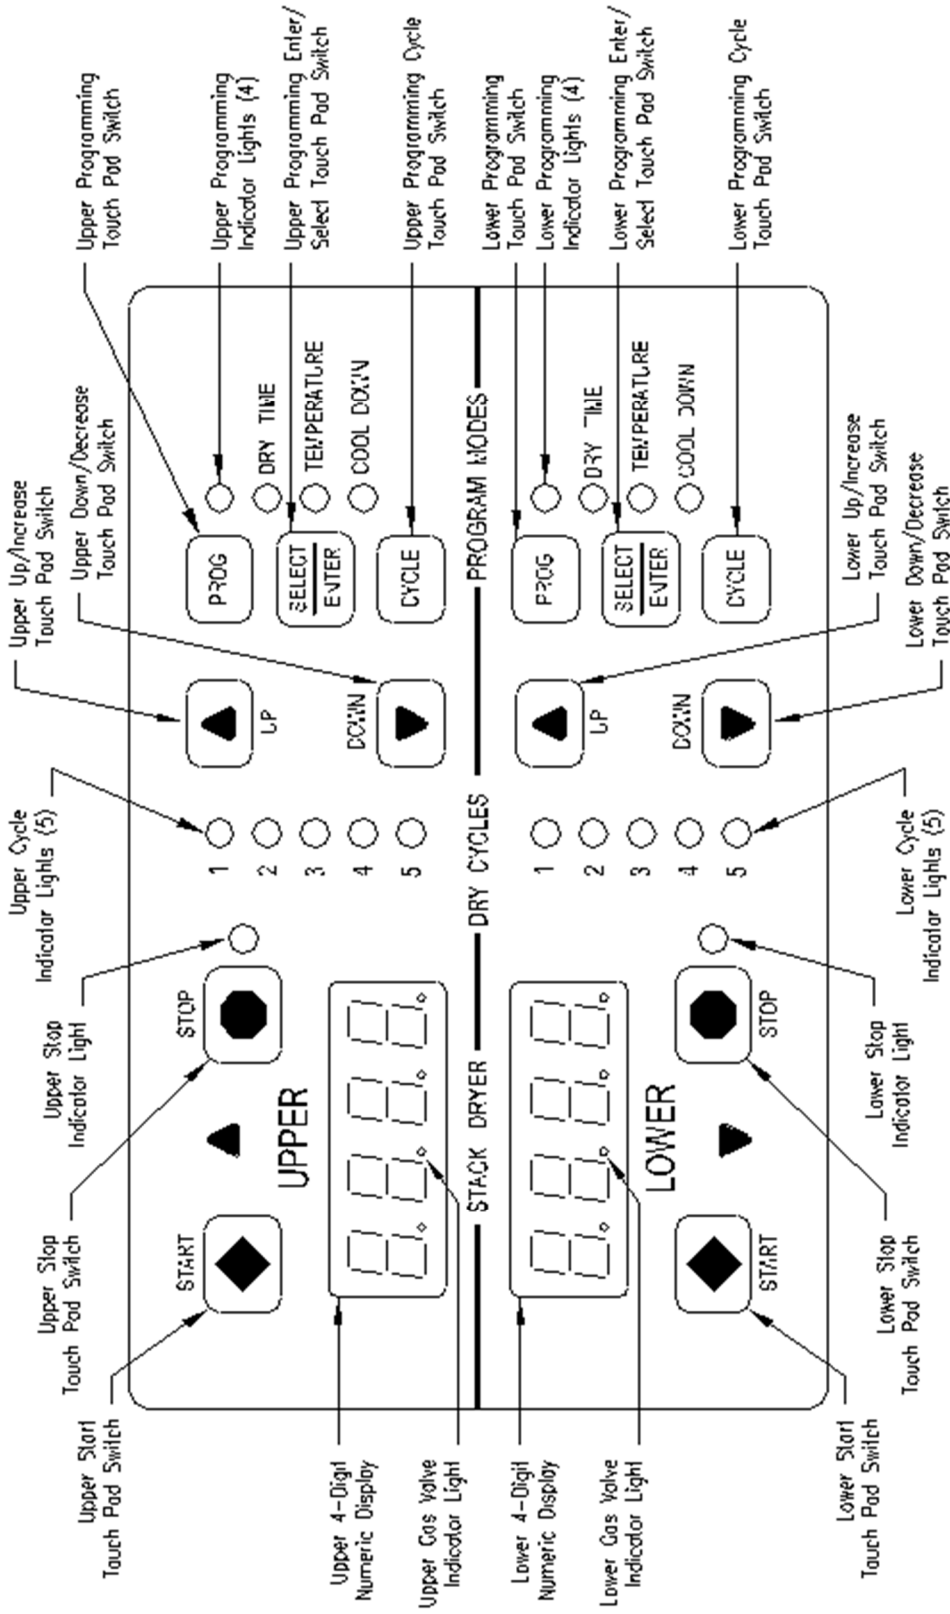 Upper Start
Touch Pad Switch
Upper Stop
Touch Pad Switch
Upper Stop
Indicator Light
Upper Cycle
Indicator Lights (5)
Upper Up/Increase
Touch Pad Switch
Upper Down/Decrease
Touch Pad Switch
Upper Programming
Touch Pad Switch
Upper Programming
Indicator Lights (4)
Upper Programming Enter/
Select Touch Pad Switch
Upper Programming Cycle
Touch Pad Switch
Lower Programming
Touch Pad Switch
Lower Programming
Indicator Lights (4)
Lower Programming Enter/
Select Touch Pad Switch
Lower Programming Cycle
Touch Pad Switch
START
STOP
UPPER
1
2
3
4
5
UP
DOWN
PROG
SELECT
ENTER
CYCLE
DRY TIME
TEMPERATURE
COOL DOWN
STACK DRYER
DRY CYCLES
PROGRAM MODES
LOWER
START
STOP
1
2
3
4
5
UP
DOWN
PROG
SELECT
ENTER
CYCLE
DRY TIME
TEMPERATURE
COOL DOWN
Upper 4-Digit
Numeric Display
Upper Gas Valve
Indicator Light
Lower 4-Digit
Numeric Display
Lower Gas Valve
Indicator Light
Lower Start
Touch Pad Switch
Lower Stop
Touch Pad Switch
Lower Stop
Indicator Light
Lower Cycle
Indicator Lights (5)
Lower Up/Increase
Touch Pad Switch
Lower Down/Decrease
Touch Pad Switch